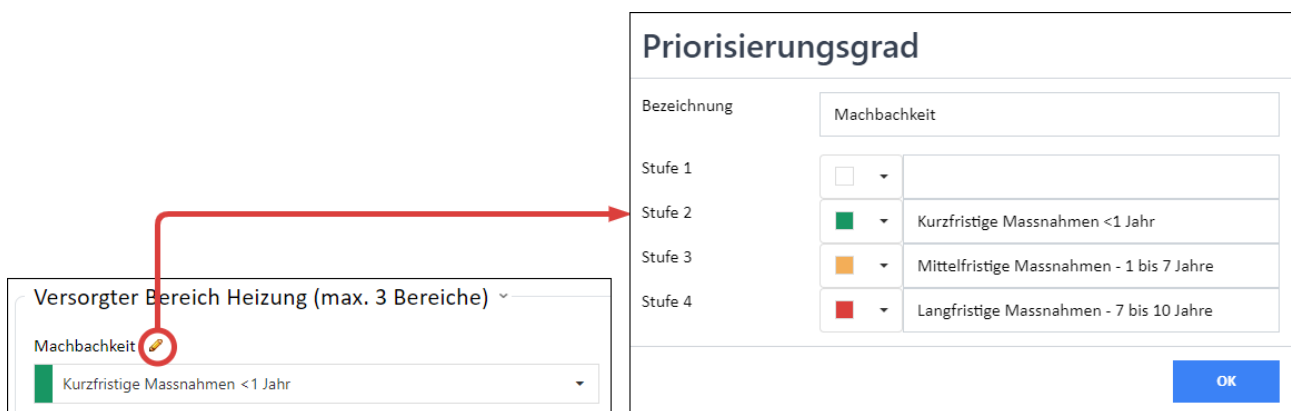 Priorisierungsgrad
Bezeichnung
Machbachkeit
Stufe 1
Stufe 2
Kurzfristige Massnahmen <1 Jahr
Stufe 3
Mittelfristige Massnahmen - 1 bis 7 Jahre
Stufe 4
Langfristige Massnahmen - 7 bis 10 Jahre
OK
Versorgter Bereich Heizung (max. 3 Bereiche)
Machbachkeit
Kurzfristige Massnahmen <1 Jahr